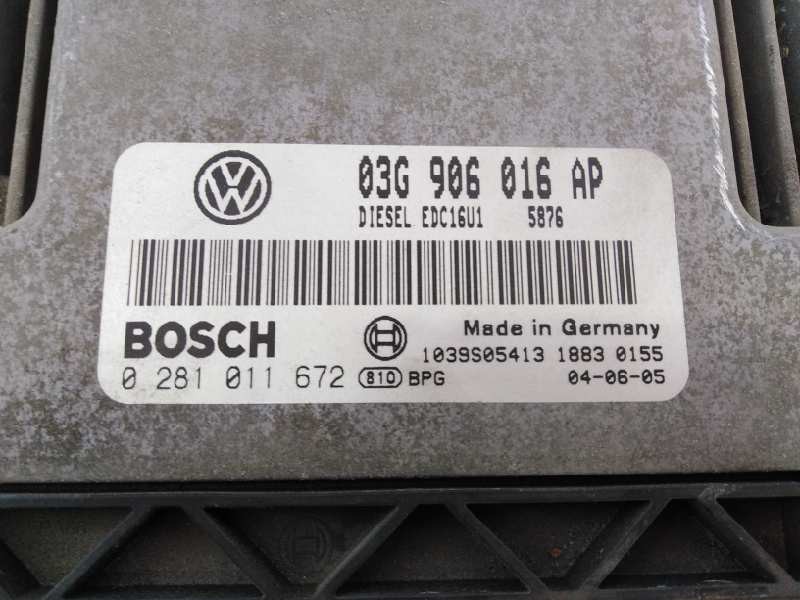 03G 906 016 AP
DIESEL EDC16U1 5876
BOSCH
Made in Germany
1039S05413 1883 0155
0 281 011 672 810 BPG
04-06-05